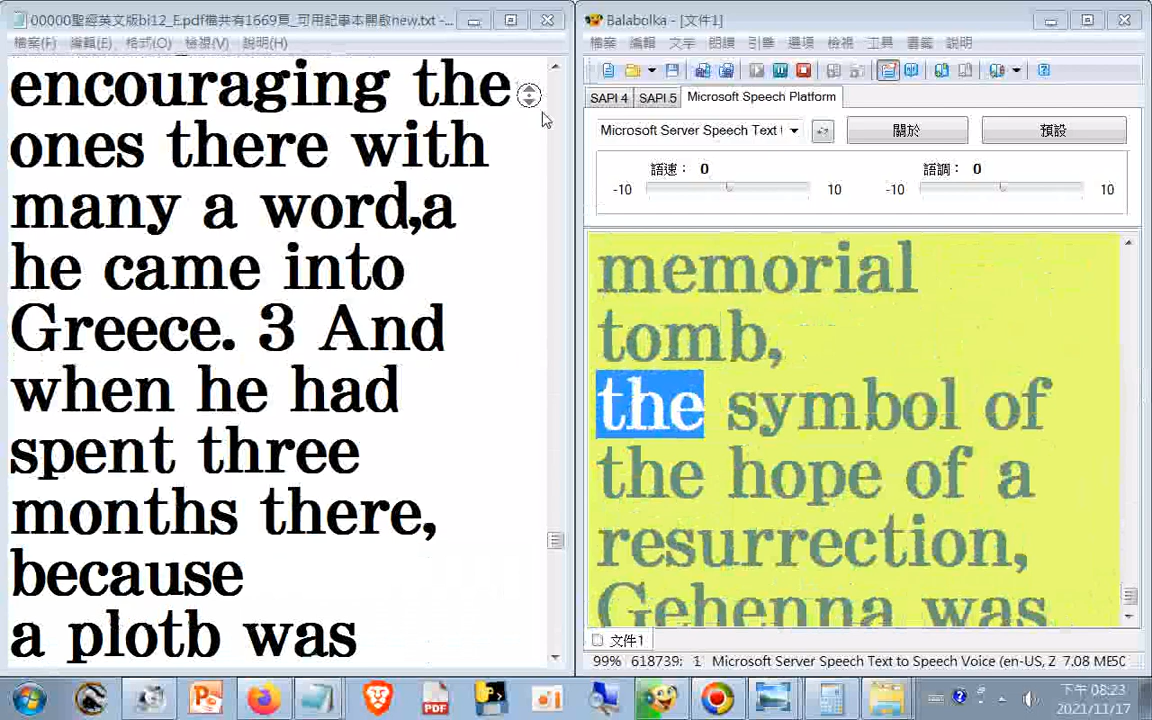 00000聖經英文版bi12_E.pdf檔共有1669頁_可用記事本開啟new.txt -...
檔案(F) 編輯(E) 格式(O) 檢視(V) 說明(H)
encouraging the
ones there with
many a word,a
he came into
Greece. 3 And
when he had
spent three
months there,
because
a plotb was
Balabolka - [文件1]
檔案 編輯 文字 朗讀 引擎 選項 檢視 工具 書籤 說明
SAPI 4 SAPI 5 Microsoft Speech Platform
Microsoft Server Speech Text 關於 預設
語速： 0 語調： 0
-10 10 -10 10
memorial
tomb,
the symbol of
the hope of a
resurrection,
Gehenna was
文件1
99% 618739: 1 Microsoft Server Speech Text to Speech Voice (en-US, Z 7.08 ME50
PDF
下午 08:23
2021/11/17